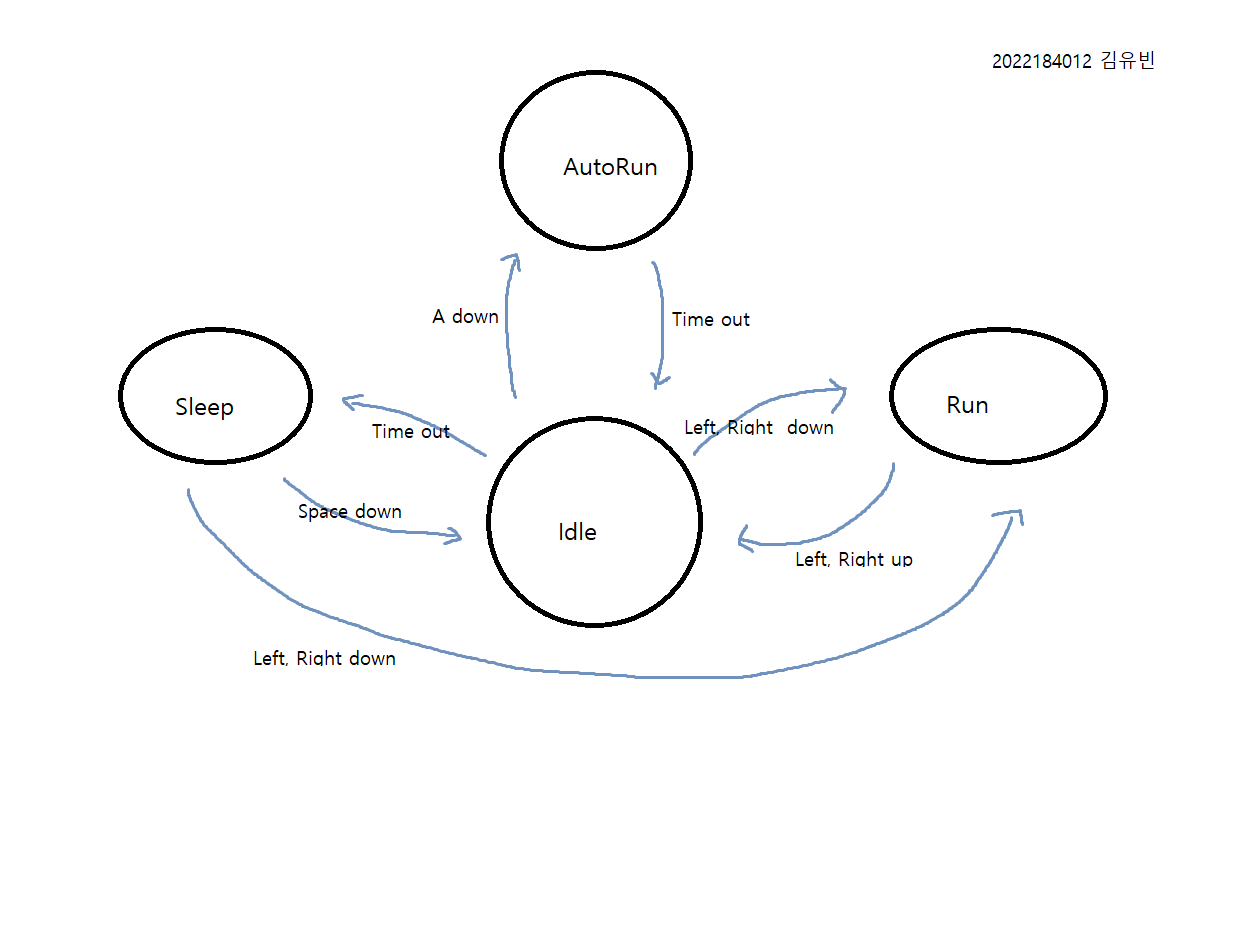 2022184012 김유빈
AutoRun
A down
Time out
Sleep
Run
Time out
Left, Right  down
Space down
Idle
Left, Right up
Left, Right down